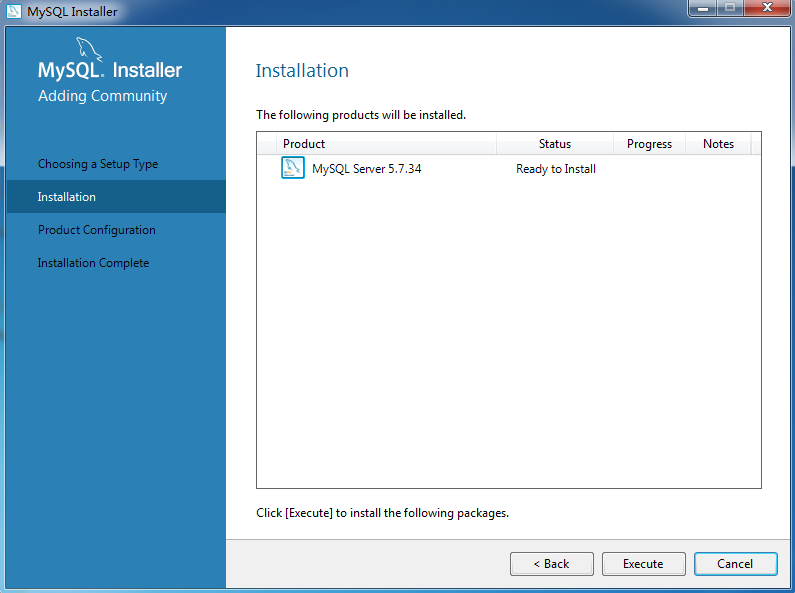 MySQL Installer
MySQL. Installer
Adding Community
Choosing a Setup Type
Installation
Product Configuration
Installation Complete
Installation
The following products will be installed.
Product Status Progress Notes
MySQL Server 5.7.34 Ready to Install
Click [Execute] to install the following packages.
< Back Execute Cancel